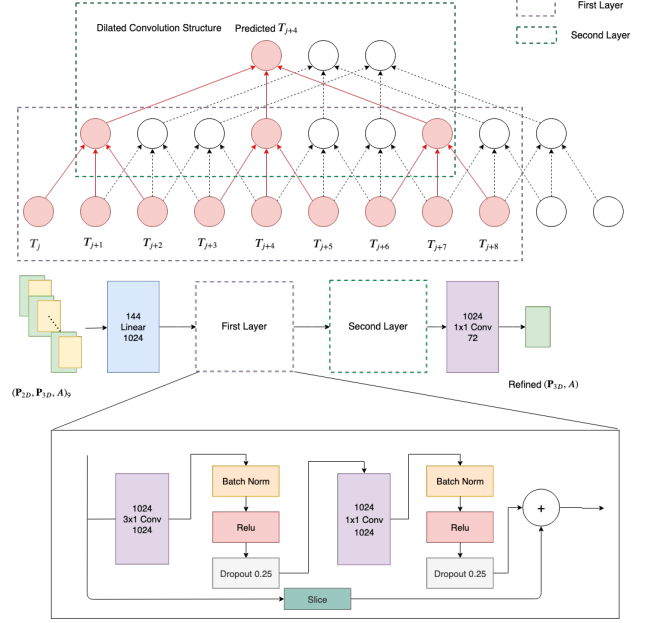 First Layer
Dilated Convolution Structure
Predicted T_{j+4}
Second Layer
T_j
T_{j+1}
T_{j+2}
T_{j+3}
T_{j+4}
T_{j+5}
T_{j+6}
T_{j+7}
T_{j+8}
144
Linear
1024
First Layer
Second Layer
1024
1x1 Conv
72
(P_{2D}, P_{3D}, A)_9
Refined (P_{3D}, A)
1024
3x1 Conv
1024
Batch Norm
Relu
Dropout 0.25
1024
1x1 Conv
1024
Batch Norm
Relu
Dropout 0.25
+
Slice